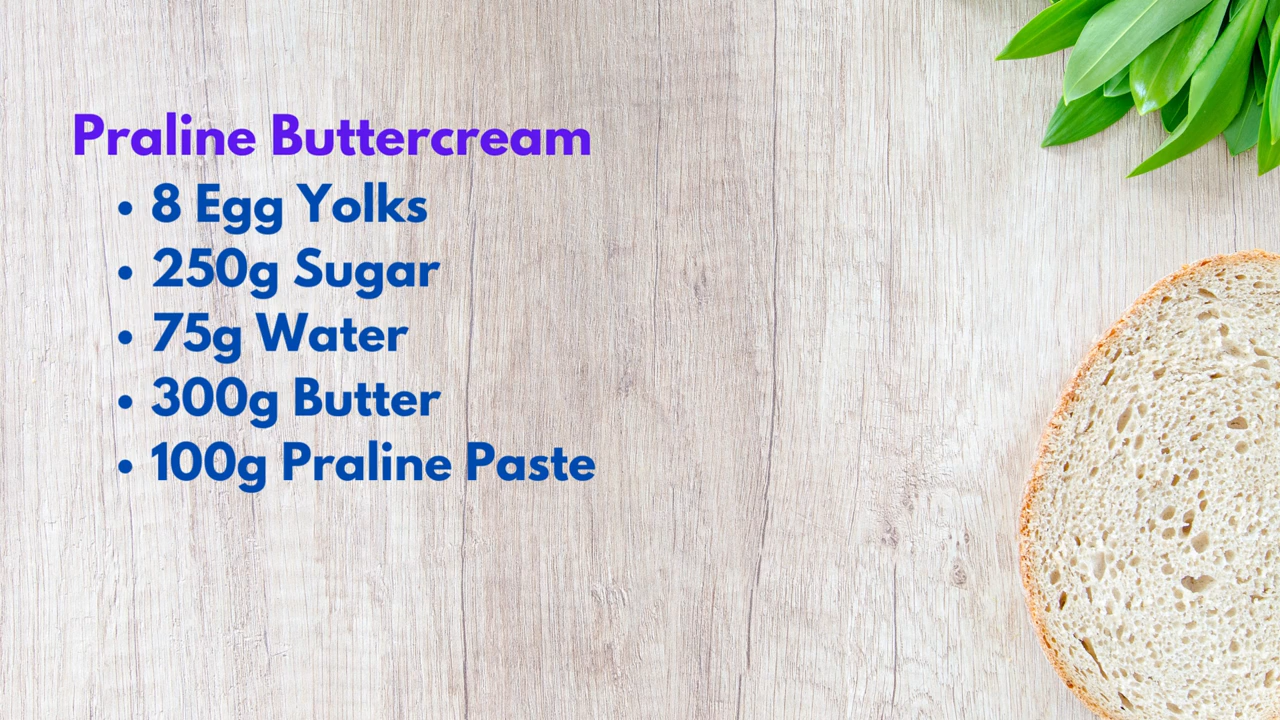 Praline Buttercream
• 8 Egg Yolks
• 250g Sugar
• 75g Water
• 300g Butter
• 100g Praline Paste